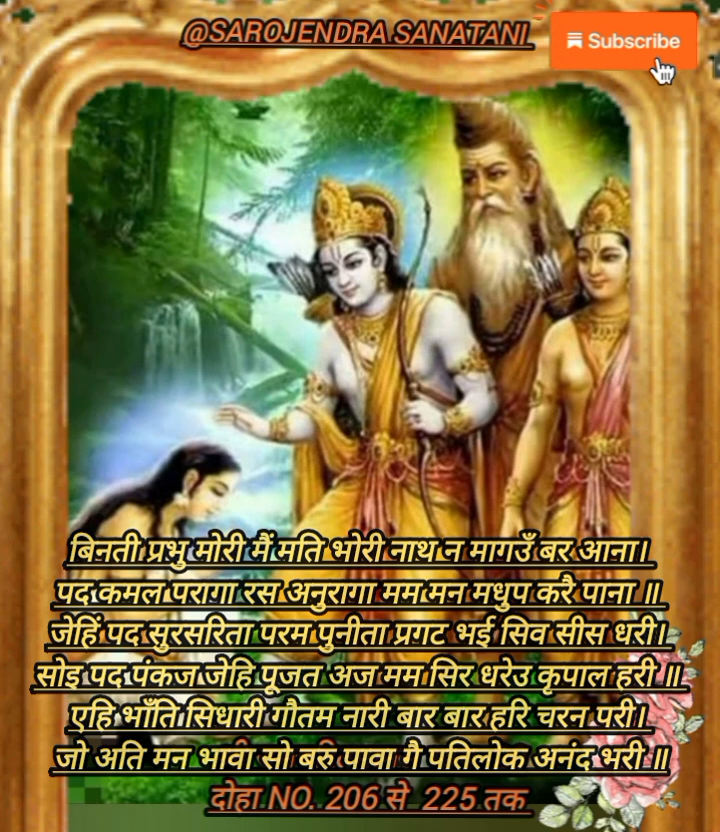 @SAROJENDRA SANATANI
Subscribe
बिनती प्रभु मोरी मैं मति भोरी नाथ न मागउँ बर आना।
पद कमल परागा रस अनुरागा मम मन मधुप करै पाना ॥
जेहिं पद सुरसरिता परम पुनीता प्रगट भई सिव सीस धरी।
सोइ पद पंकज जेहि पूजत अज मम सिर धरेउ कृपाल हरी ॥
एहि भाँति सिधारी गौतम नारी बार बार हरि चरन परी।
जो अति मन भावा सो बरु पावा गै पतिलोक अनंद भरी ॥
दोहा NO. 206 से 225 तक